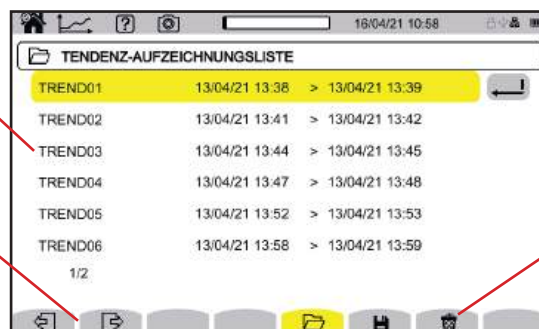 16/04/21 10:58
TENDENZ-AUFZEICHNUNGSLISTE
TREND01 13/04/21 13:38 > 13/04/21 13:39
TREND02 13/04/21 13:41 > 13/04/21 13:42
TREND03 13/04/21 13:44 > 13/04/21 13:45
TREND04 13/04/21 13:47 > 13/04/21 13:48
TREND05 13/04/21 13:52 > 13/04/21 13:53
TREND06 13/04/21 13:58 > 13/04/21 13:59
1/2